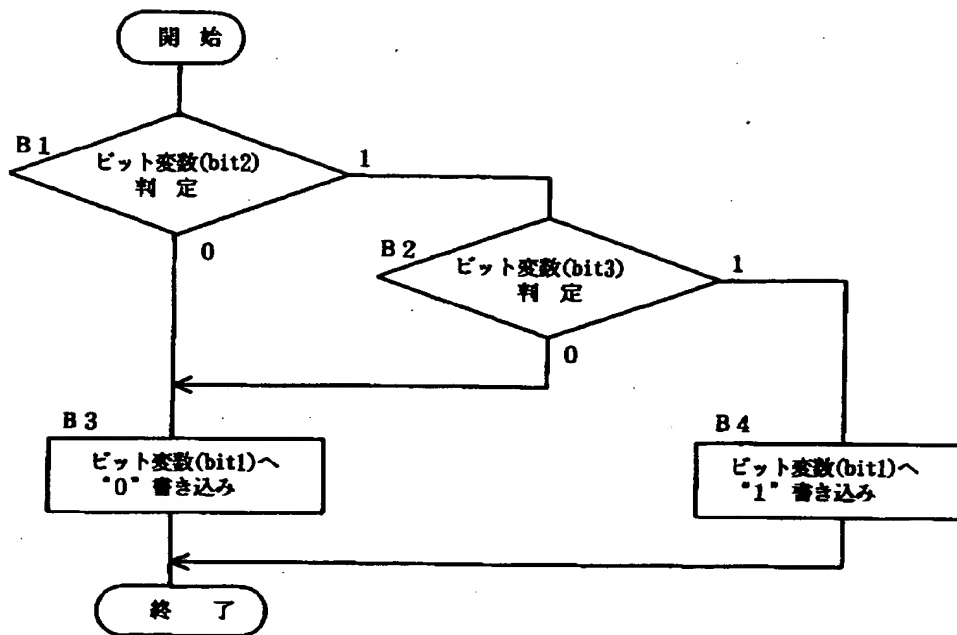 開 始
B1
ビット変数(bit2)
判 定
1
0
B2
ビット変数(bit3)
判 定
1
0
B3
ビット変数(bit1)へ
"0" 書き込み
B4
ビット変数(bit1)へ
"1" 書き込み
終 了